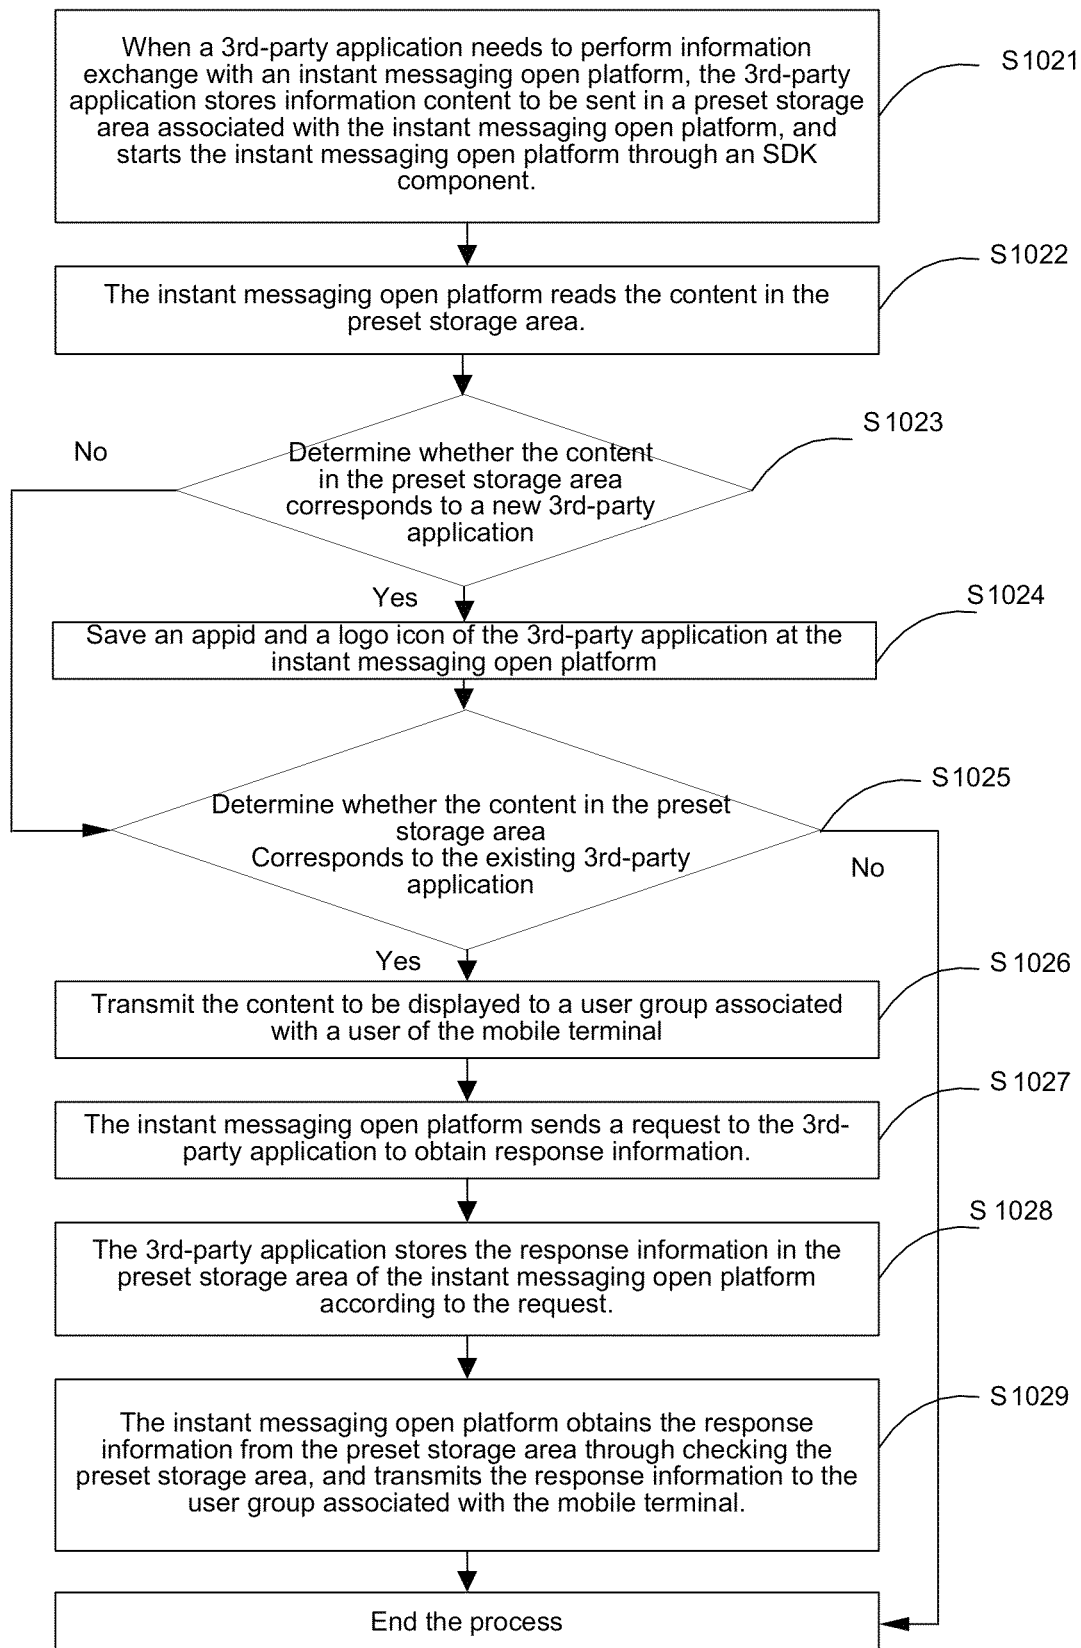 When a 3rd-party application needs to perform information
exchange with an instant messaging open platform, the 3rd-party
application stores information content to be sent in a preset storage
area associated with the instant messaging open platform, and
starts the instant messaging open platform through an SDK
component.
S1021
The instant messaging open platform reads the content in the
preset storage area.
S1022
Determine whether the content
in the preset storage area
corresponds to a new 3rd-party
application
S1023
No
Yes
Save an appid and a logo icon of the 3rd-party application at the
instant messaging open platform
S1024
Determine whether the content in the preset
storage area
Corresponds to the existing 3rd-party
application
S1025
No
Yes
Transmit the content to be displayed to a user group associated
with a user of the mobile terminal
S1026
The instant messaging open platform sends a request to the 3rd-
party application to obtain response information.
S1027
The 3rd-party application stores the response information in the
preset storage area of the instant messaging open platform
according to the request.
S1028
The instant messaging open platform obtains the response
information from the preset storage area through checking the
preset storage area, and transmits the response information to the
user group associated with the mobile terminal.
S1029
End the process